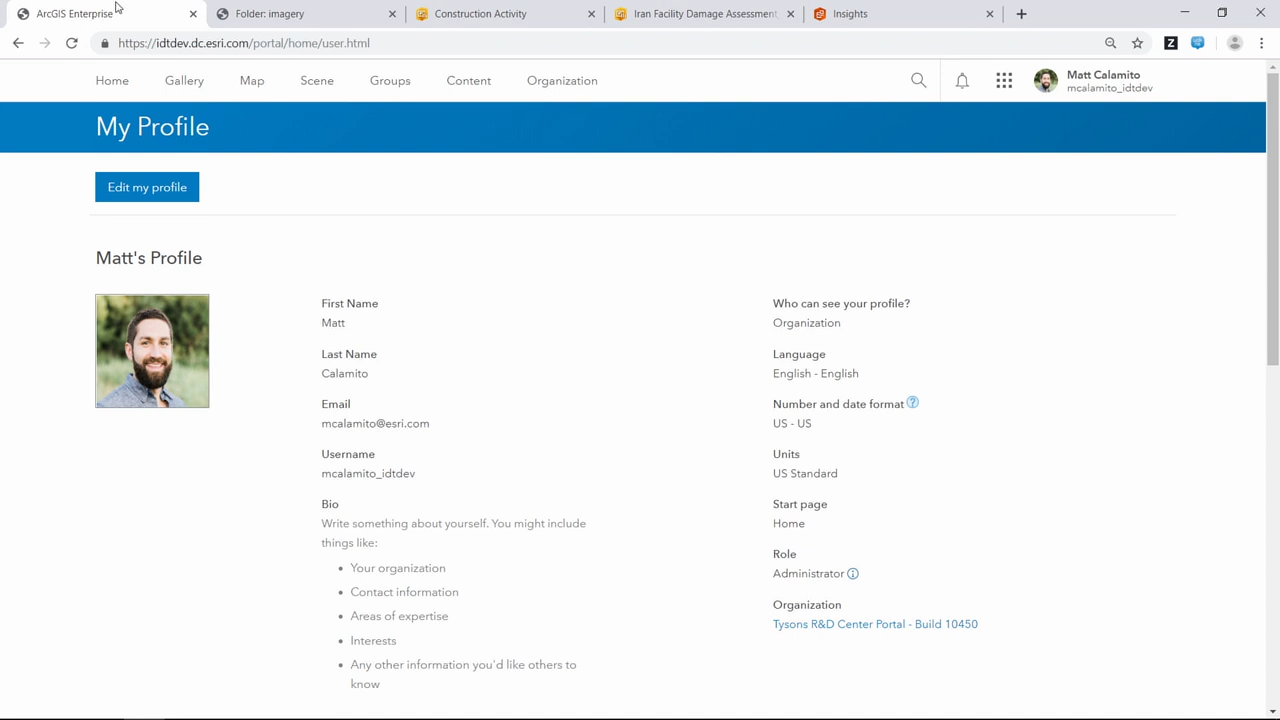 ArcGIS Enterprise
Folder: imagery
Construction Activity
Iran Facility Damage Assessment
Insights
https://idtdev.dc.esri.com/portal/home/user.html
Z
Home
Gallery
Map
Scene
Groups
Content
Organization
Matt Calamito
mcalamito_idtdev
My Profile
Edit my profile
Matt's Profile
First Name
Matt
Last Name
Calamito
Email
mcalamito@esri.com
Username
mcalamito_idtdev
Bio
Write something about yourself. You might include
things like:
• Your organization
• Contact information
• Areas of expertise
• Interests
• Any other information you'd like others to
know
Who can see your profile?
Organization
Language
English - English
Number and date format ?
US - US
Units
US Standard
Start page
Home
Role
Administrator
Organization
Tysons R&D Center Portal - Build 10450